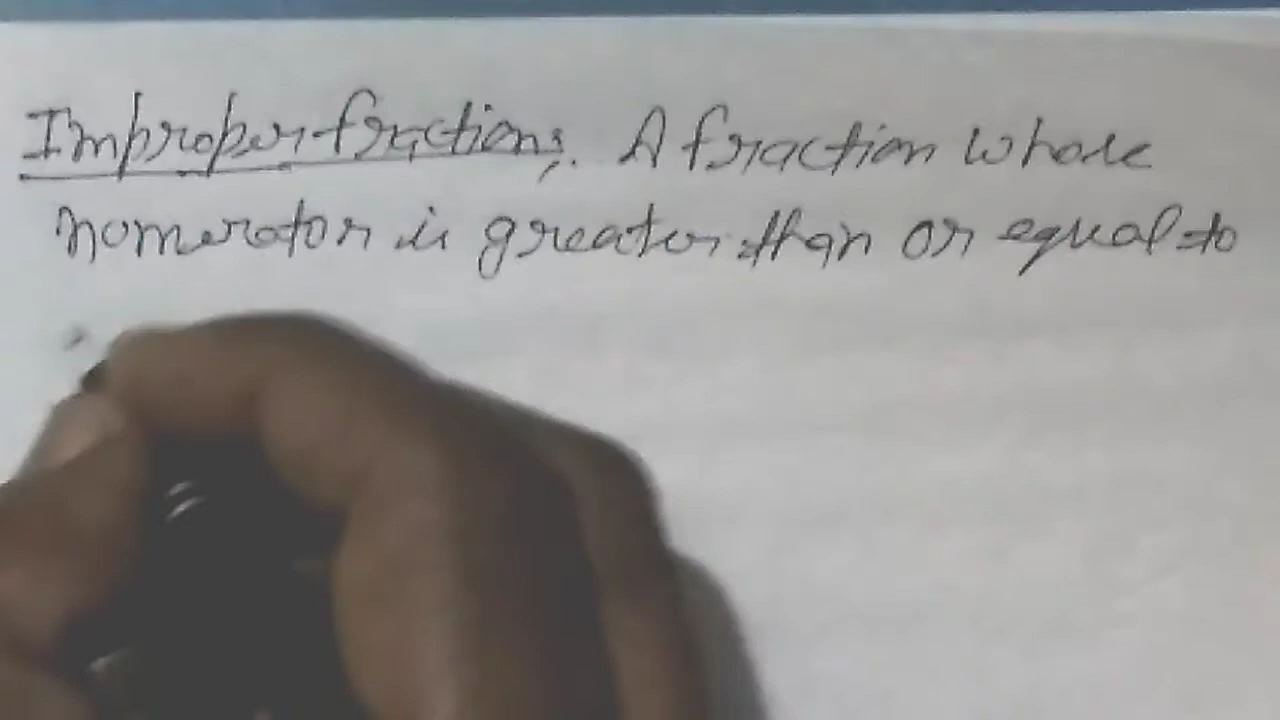 Improper fractions, A fraction whose
numerator is greater than or equal to